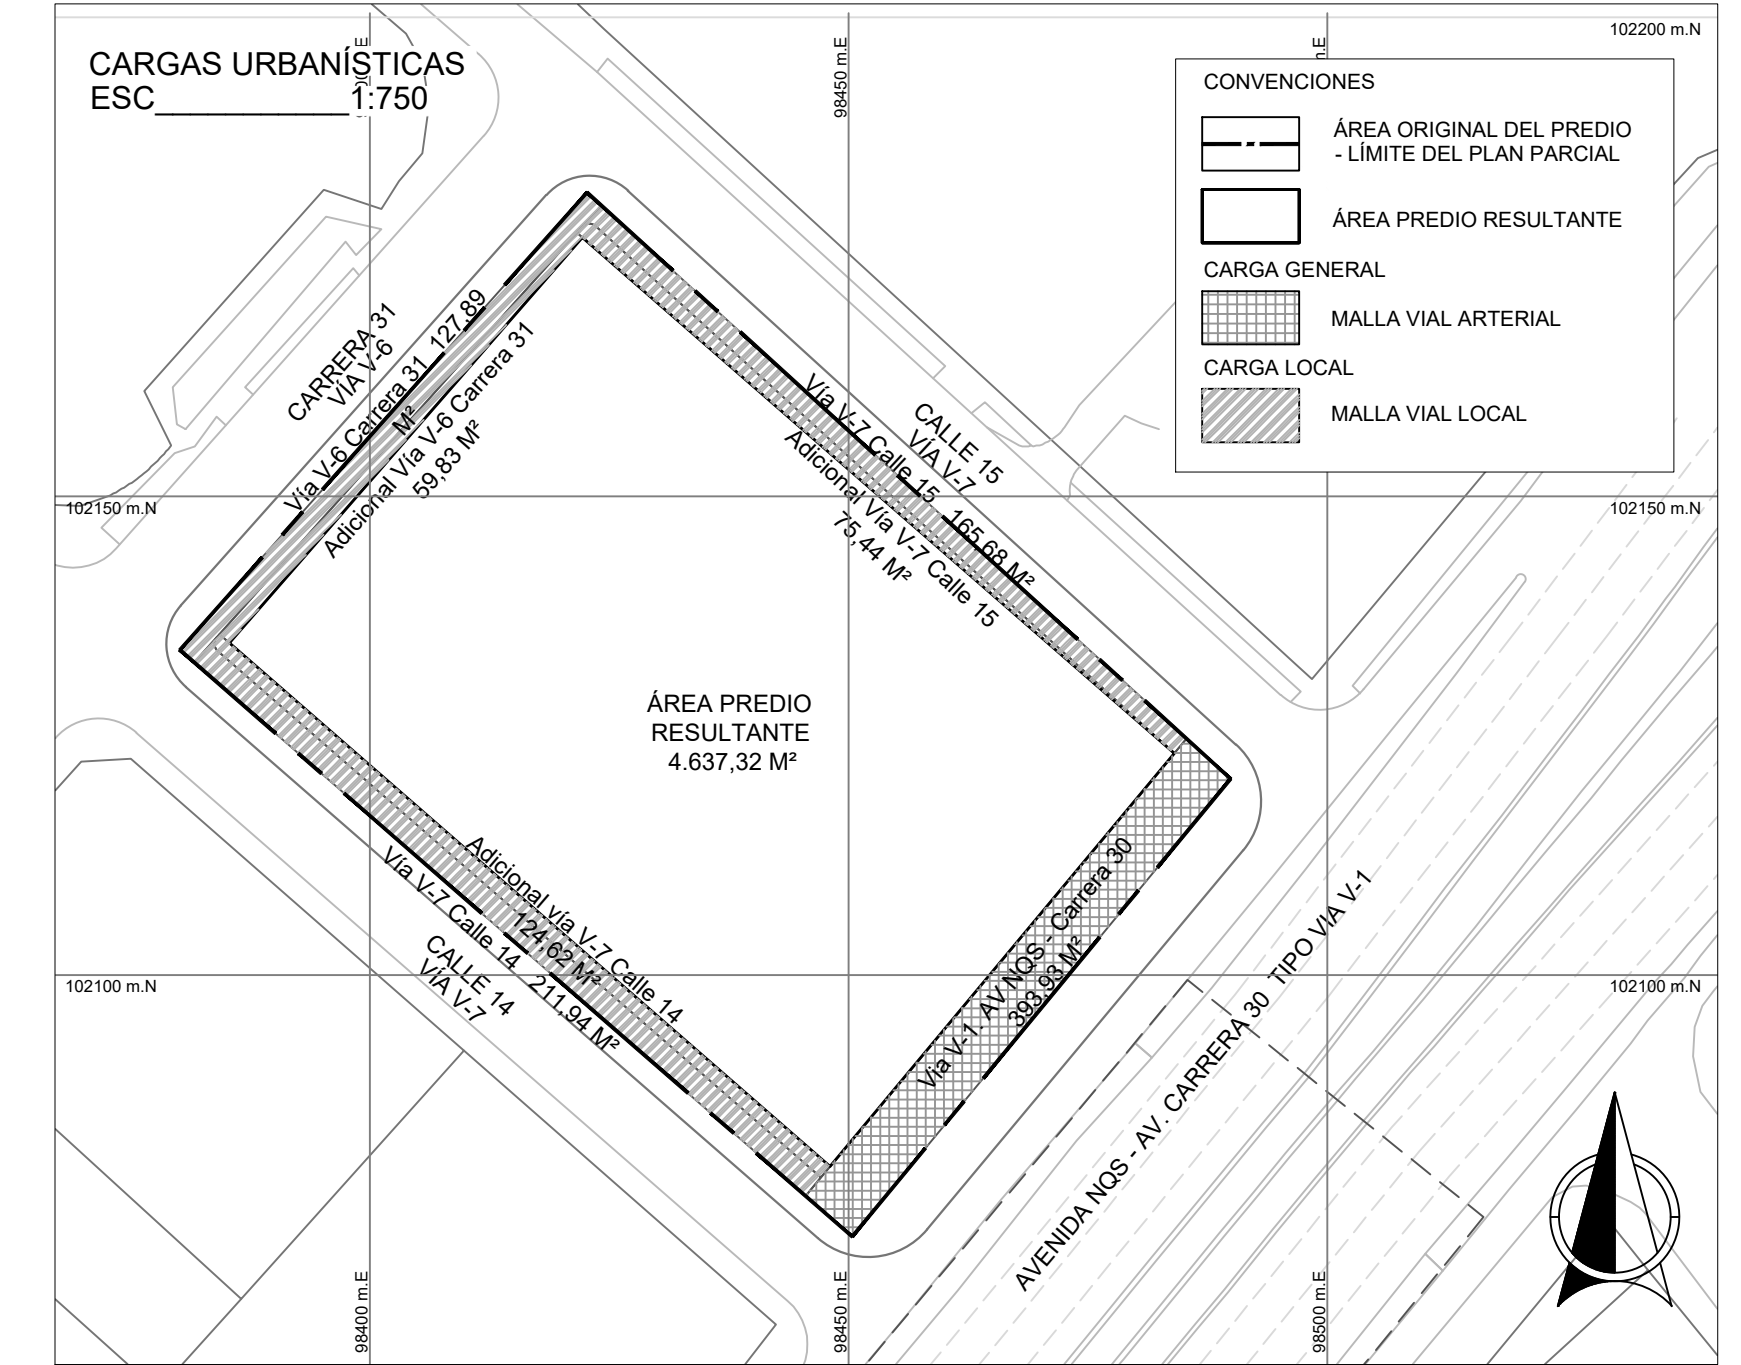 102200 m.N
CARGAS URBANÍSTICAS
ESC______________1:750
98450 m.E
m.E
CONVENCIONES
ÁREA ORIGINAL DEL PREDIO
- LÍMITE DEL PLAN PARCIAL
ÁREA PREDIO RESULTANTE
CARGA GENERAL
MALLA VIAL ARTERIAL
CARGA LOCAL
MALLA VIAL LOCAL
CARRERA 31
VÍA V-6
Vía V-6 Carrera 31 127,89
M²
Adicional Vía V-6 Carrera 31
59,83 M²
CALLE 15
VÍA V-7
Vía V-7 Calle 15 165,68 M²
Adicional Vía V-7 Calle 15
75,44 M²
102150 m.N
102150 m.N
ÁREA PREDIO
RESULTANTE
4.637,32 M²
Adicional vía V-7 Calle 14
124,62 M²
Vía V-7 Calle 14 211,94 M²
CALLE 14
VÍA V-7
Via V-1. AV NQS - Carrera 30
393,93 M²
AVENIDA NQS - AV. CARRERA 30 TIPO VIA V-1
102100 m.N
102100 m.N
98400 m.E
98450 m.E
98500 m.E